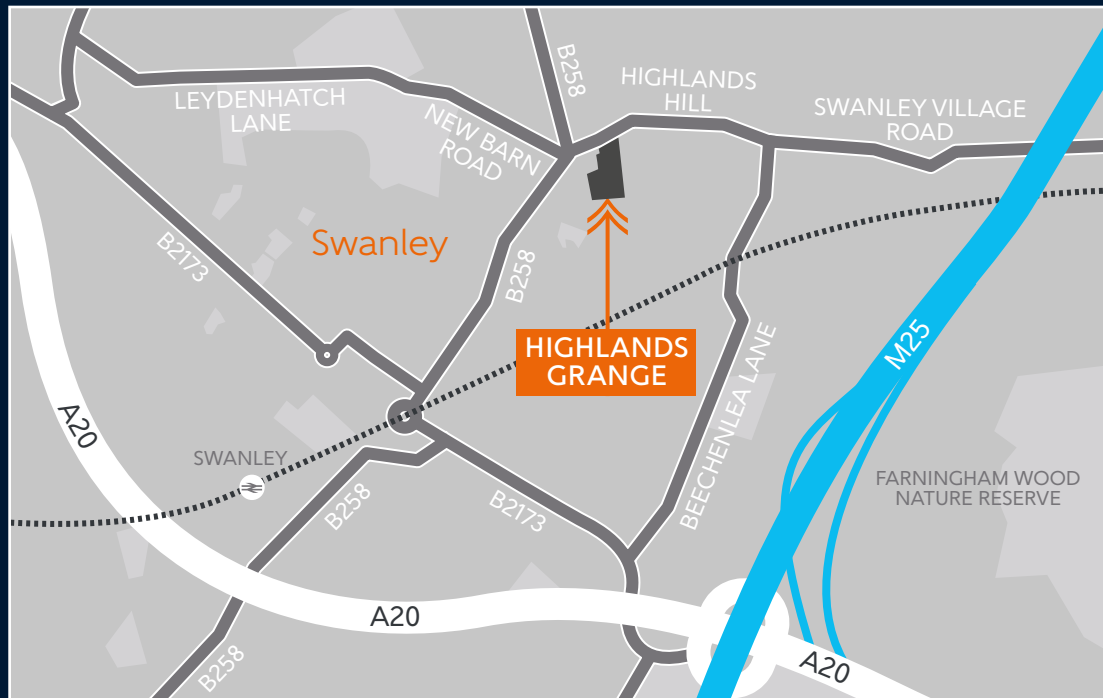 B258
HIGHLANDS
HILL
LEYDENHATCH
LANE
SWANLEY VILLAGE
ROAD
NEW BARN
ROAD
Swanley
B2173
B258
HIGHLANDS
GRANGE
M25
BEECHENLEA LANE
A20
SWANLEY
B258
B2173
FARNINGHAM WOOD
NATURE RESERVE
A20
B258
A20